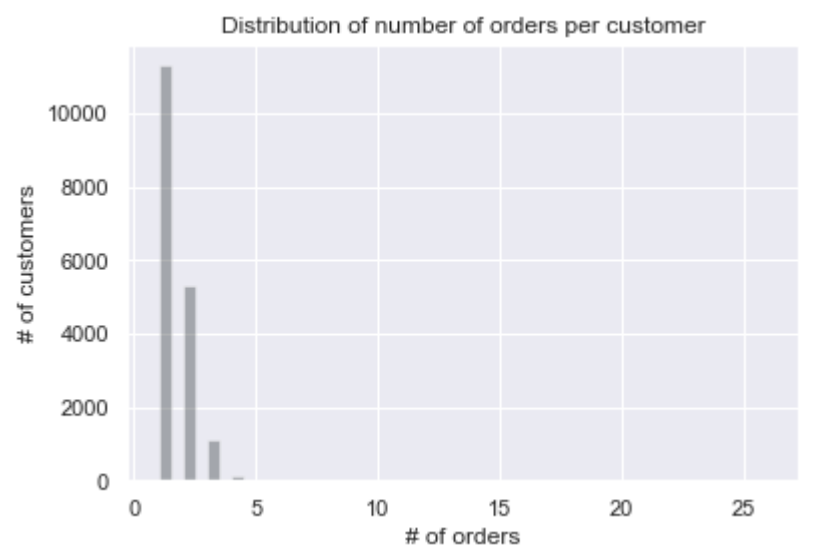 Distribution of number of orders per customer
10000
8000
6000
4000
2000
0
# of customers
0 5 10 15 20 25
# of orders